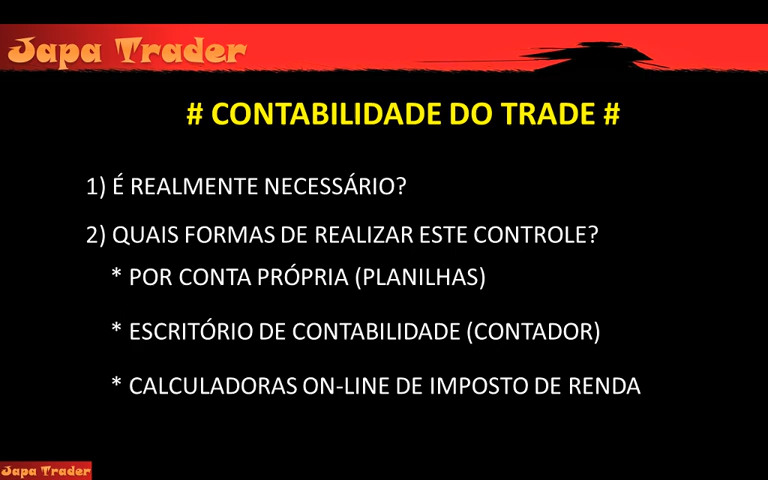 Japa Trader
# CONTABILIDADE DO TRADE #
1) É REALMENTE NECESSÁRIO?
2) QUAIS FORMAS DE REALIZAR ESTE CONTROLE?
* POR CONTA PRÓPRIA (PLANILHAS)
* ESCRITÓRIO DE CONTABILIDADE (CONTADOR)
* CALCULADORAS ON-LINE DE IMPOSTO DE RENDA
Japa Trader